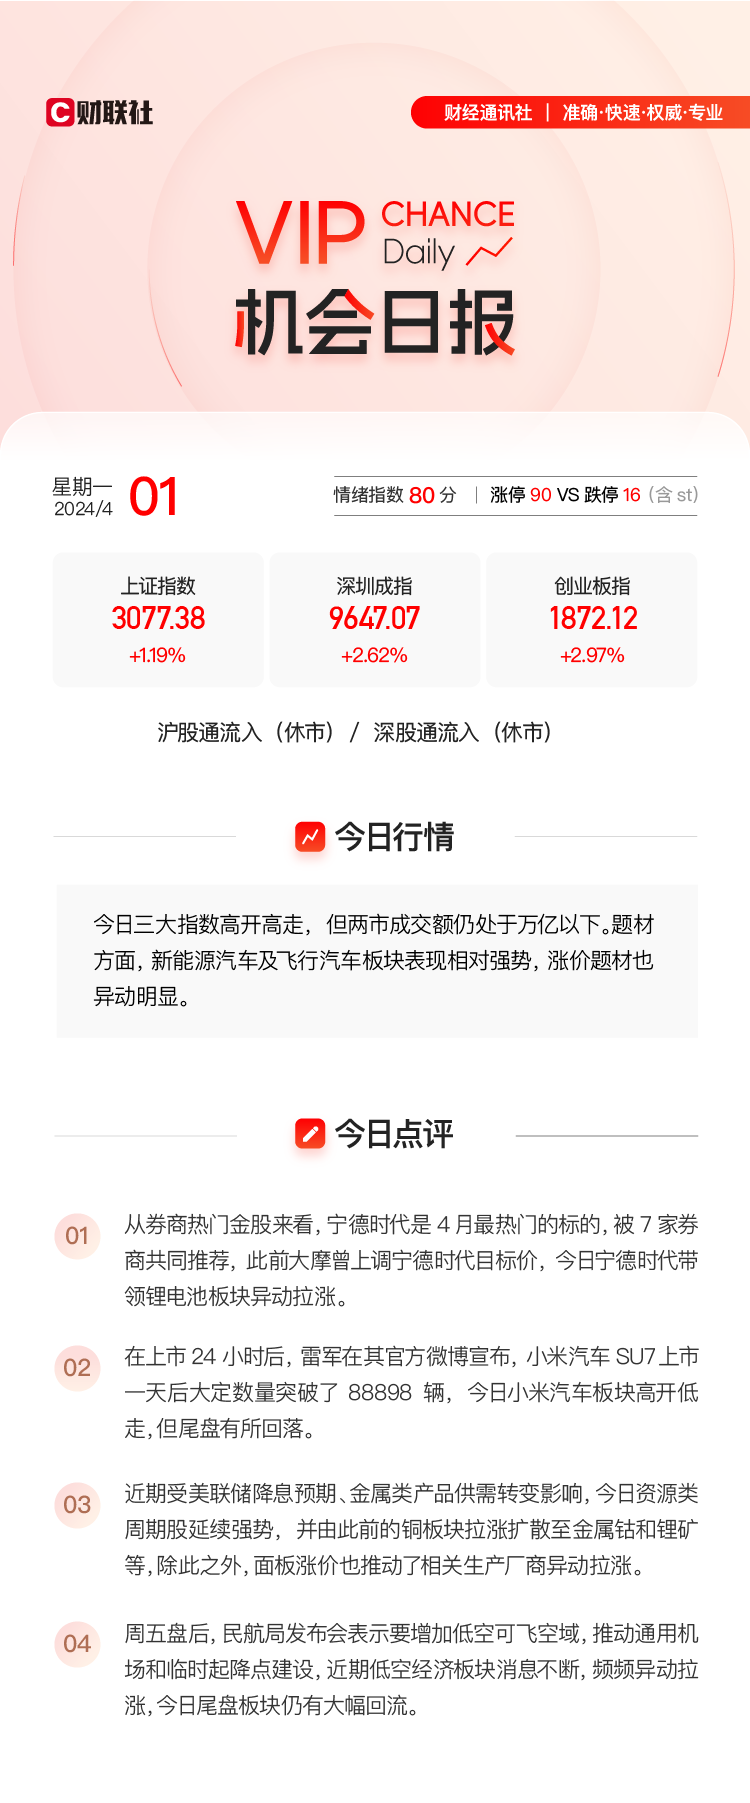 C 财联社
财经通讯社 | 准确·快速·权威·专业
VIP CHANCE
Daily
机会日报
星期一
2024/4
01
情绪指数 80 分 | 涨停 90 VS 跌停 16 (含 st)
上证指数
3077.38
+1.19%
深圳成指
9647.07
+2.62%
创业板指
1872.12
+2.97%
沪股通流入（休市） / 深股通流入（休市）
今日行情
今日三大指数高开高走，但两市成交额仍处于万亿以下。题材
方面，新能源汽车及飞行汽车板块表现相对强势，涨价题材也
异动明显。
今日点评
01
从券商热门金股来看，宁德时代是 4 月最热门的标的，被 7 家券
商共同推荐，此前大摩曾上调宁德时代目标价，今日宁德时代带
领锂电池板块异动拉涨。
02
在上市 24 小时后，雷军在其官方微博宣布，小米汽车 SU7 上市
一天后大定数量突破了 88898 辆，今日小米汽车板块高开低
走，但尾盘有所回落。
03
近期受美联储降息预期、金属类产品供需转变影响，今日资源类
周期股延续强势，并由此前的铜板块拉涨扩散至金属钴和锂矿
等，除此之外，面板涨价也推动了相关生产厂商异动拉涨。
04
周五盘后，民航局发布会表示要增加低空可飞空域，推动通用机
场和临时起降点建设，近期低空经济板块消息不断，频频异动拉
涨，今日尾盘板块仍有大幅回流。